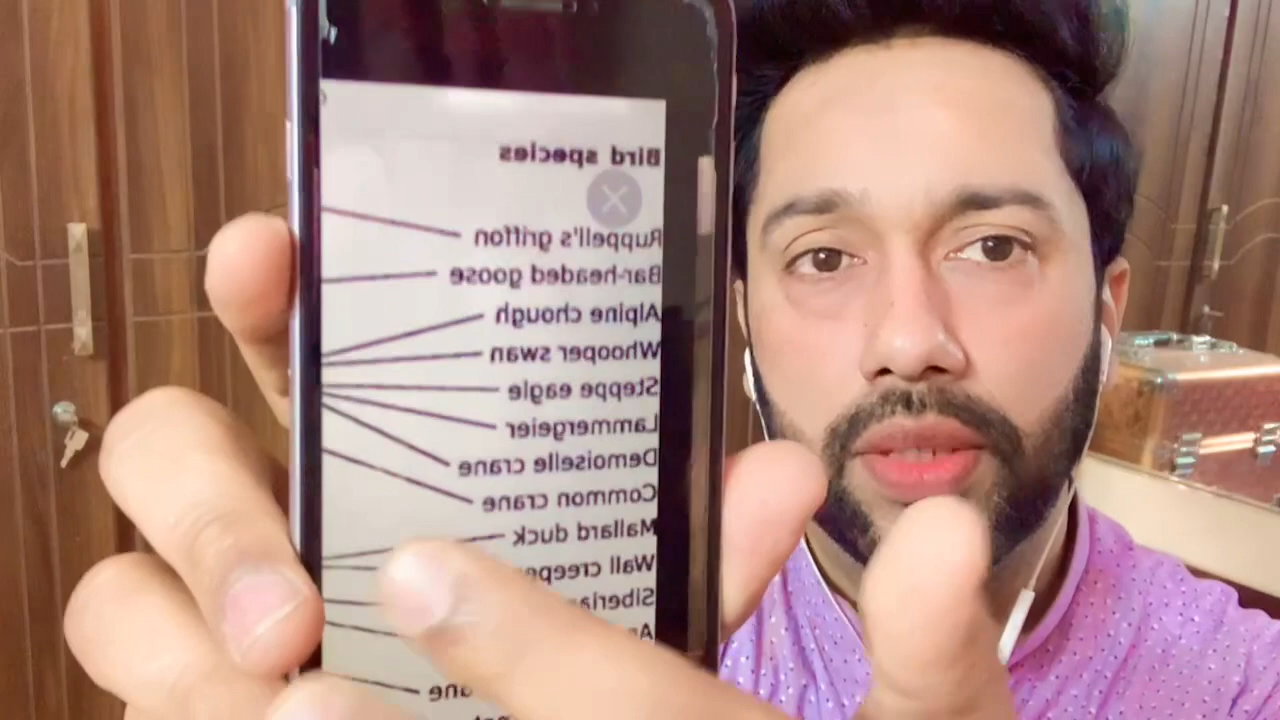 Bird species
Ruppell's griffon
Bar-headed goose
Alpine chough
Whooper swan
Steppe eagle
Lammergeier
Demoiselle crane
Common crane
Mallard duck
Wall